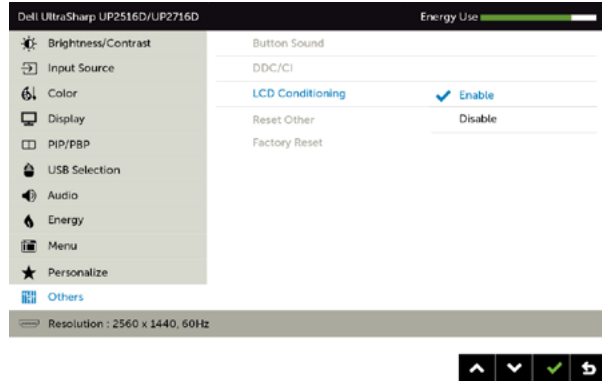 Dell UltraSharp UP2516D/UP2716D Energy Use
Brightness/Contrast Button Sound
Input Source DDC/CI
Color LCD Conditioning Enable
Display Reset Other Disable
PIP/PBP Factory Reset
USB Selection
Audio
Energy
Menu
Personalize
Others
Resolution : 2560 x 1440, 60Hz